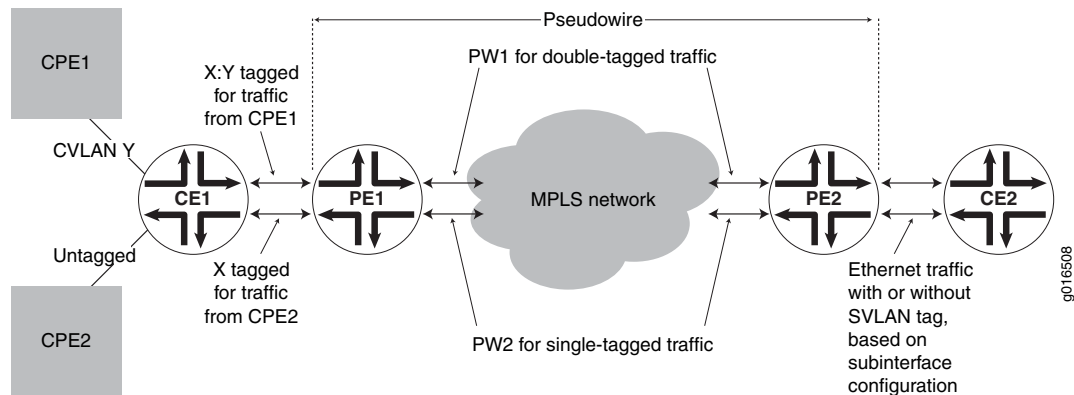 Pseudowire
CPE1
X:Y tagged
for traffic
from CPE1
PW1 for double-tagged traffic
CVLAN Y
CE1
PE1
MPLS network
PE2
CE2
Untagged
X tagged
for traffic
from CPE2
CPE2
PW2 for single-tagged traffic
Ethernet traffic
with or without
SVLAN tag,
based on
subinterface
configuration
g016508